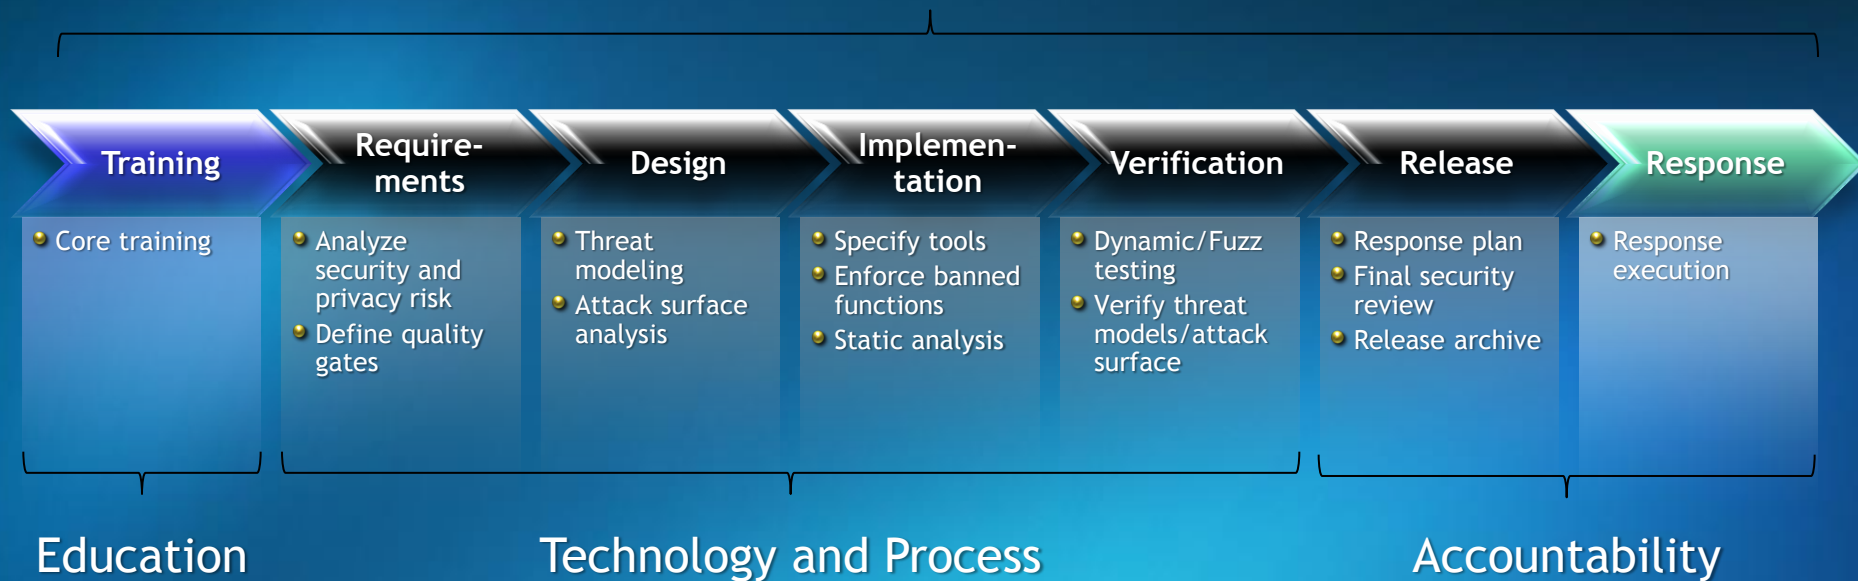 Training
Require-
ments
Design
Implemen-
tation
Verification
Release
Response
Core training
Analyze
security and
privacy risk
Define quality
gates
Threat
modeling
Attack surface
analysis
Specify tools
Enforce banned
functions
Static analysis
Dynamic/Fuzz
testing
Verify threat
models/attack
surface
Response plan
Final security
review
Release archive
Response
execution
Education
Technology and Process
Accountability